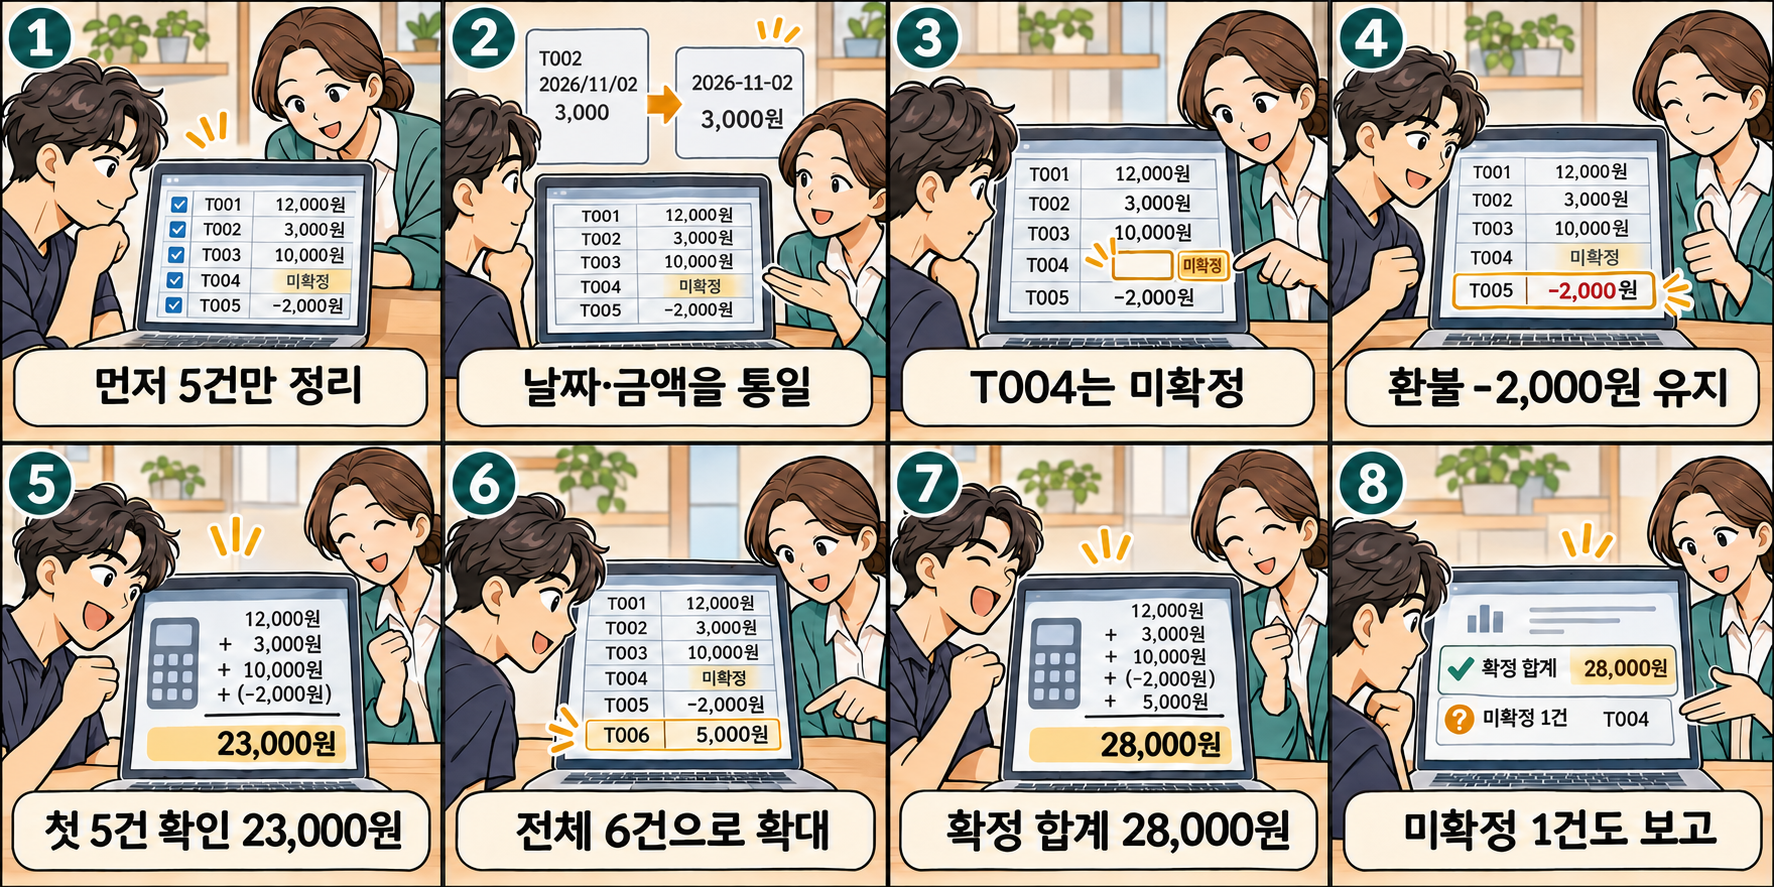 1
T001 12,000원
T002 3,000원
T003 10,000원
T004 미확정
T005 -2,000원
먼저 5건만 정리
2
T002
2026/11/02
3,000
2026-11-02
3,000원
T001 12,000원
T002 3,000원
T003 10,000원
T004 미확정
T005 -2,000원
날짜·금액을 통일
3
T001 12,000원
T002 3,000원
T003 10,000원
T004 미확정
T005 -2,000원
T004는 미확정
4
T001 12,000원
T002 3,000원
T003 10,000원
T004 미확정
T005 -2,000원
환불 -2,000원 유지
5
12,000원
+ 3,000원
+ 10,000원
+ (-2,000원)
23,000원
첫 5건 확인 23,000원
6
T001 12,000원
T002 3,000원
T003 10,000원
T004 미확정
T005 -2,000원
T006 5,000원
전체 6건으로 확대
7
12,000원
+ 3,000원
+ 10,000원
+ (-2,000원)
+ 5,000원
28,000원
확정 합계 28,000원
8
확정 합계 28,000원
? 미확정 1건 T004
미확정 1건도 보고